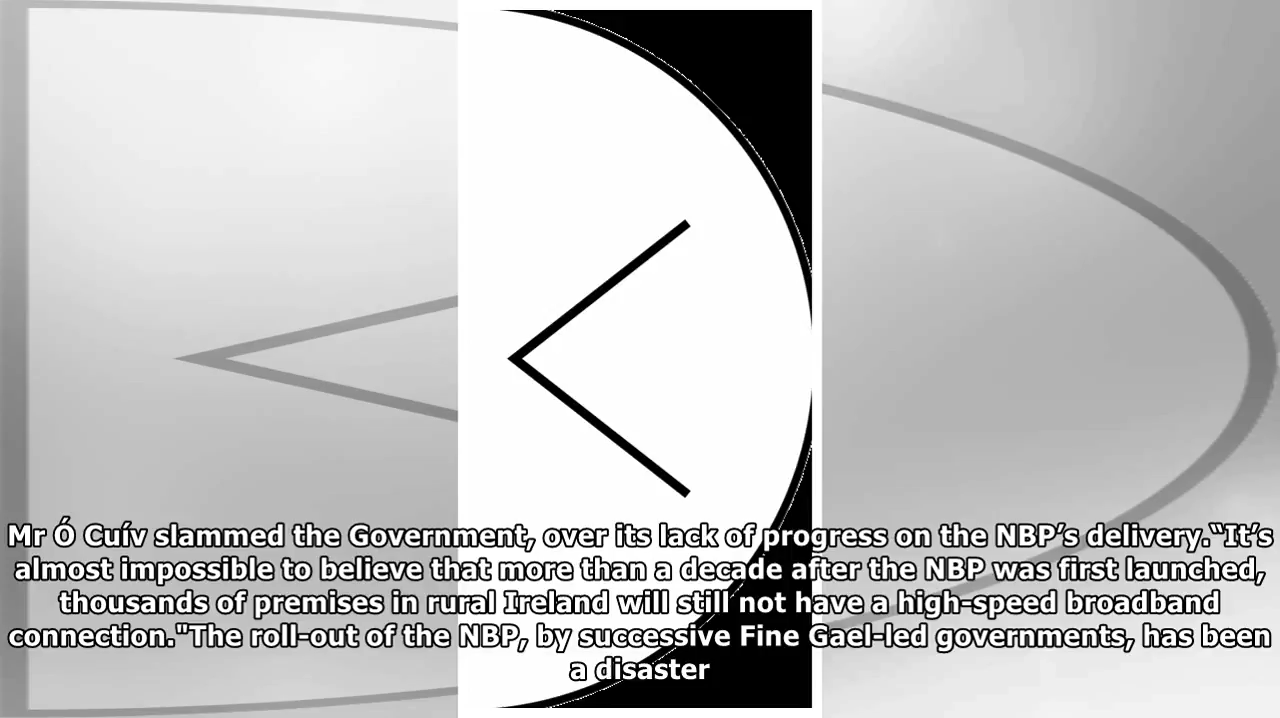 Mr Ó Cuív slammed the Government, over its lack of progress on the NBP’s delivery.“It’s
almost impossible to believe that more than a decade after the NBP was first launched,
thousands of premises in rural Ireland will still not have a high-speed broadband
connection."The roll-out of the NBP, by successive Fine Gael-led governments, has been
a disaster